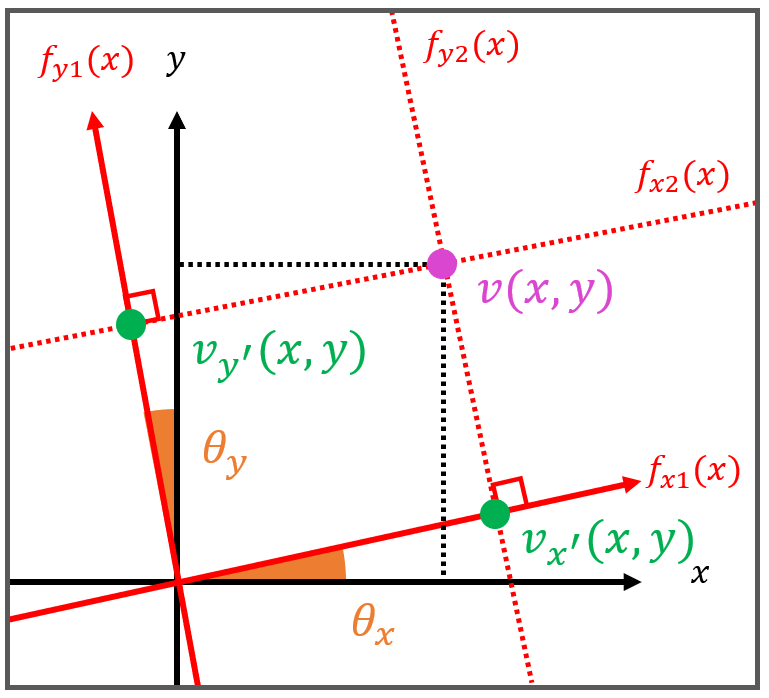 f_{y1}(x)
y
f_{y2}(x)
f_{x2}(x)
v(x, y)
v_{y′}(x, y)
θ_y
f_{x1}(x)
v_{x′}(x, y)
x
θ_x